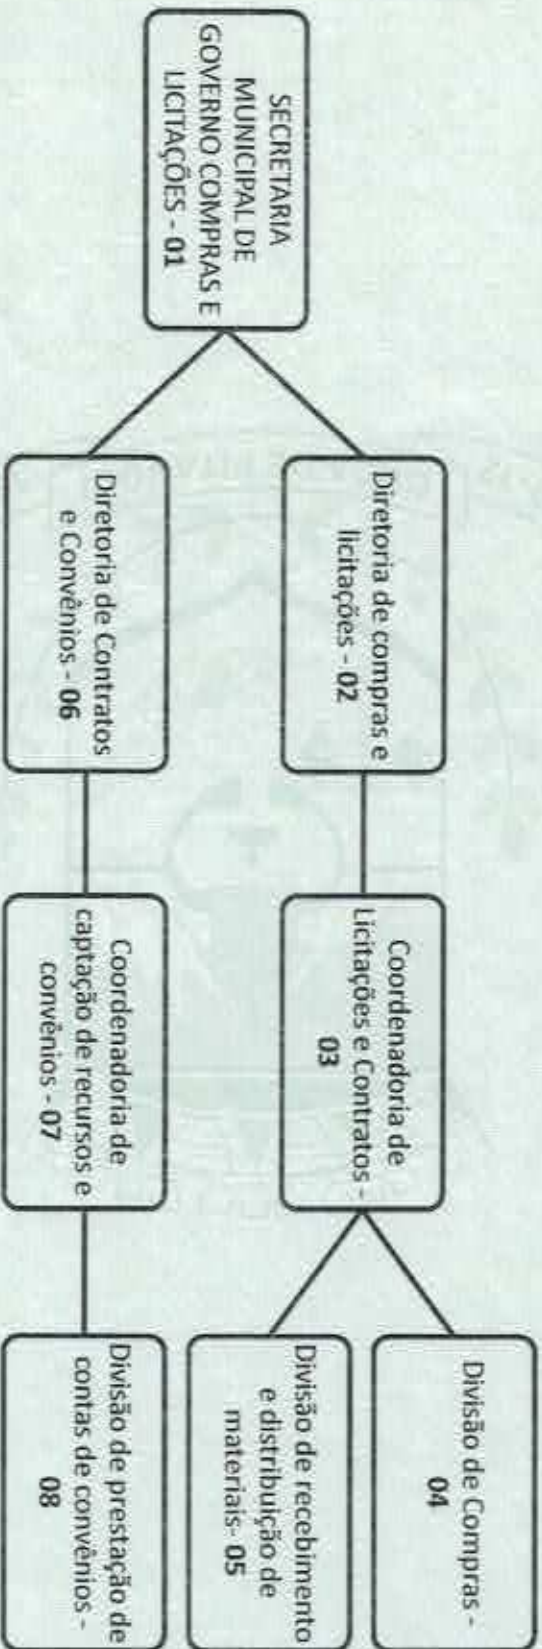 SECRETARIA
MUNICIPAL DE
GOVERNO COMPRAS E
LICITAÇÕES - 01
Diretoria de compras e
licitações - 02
Coordenadoria de
Licitações e Contratos -
03
Divisão de Compras -
04
Divisão de recebimento
e distribuição de
materiais- 05
Diretoria de Contratos
e Convênios - 06
Coordenadoria de
captação de recursos e
convênios - 07
Divisão de prestação de
contas de convênios -
08